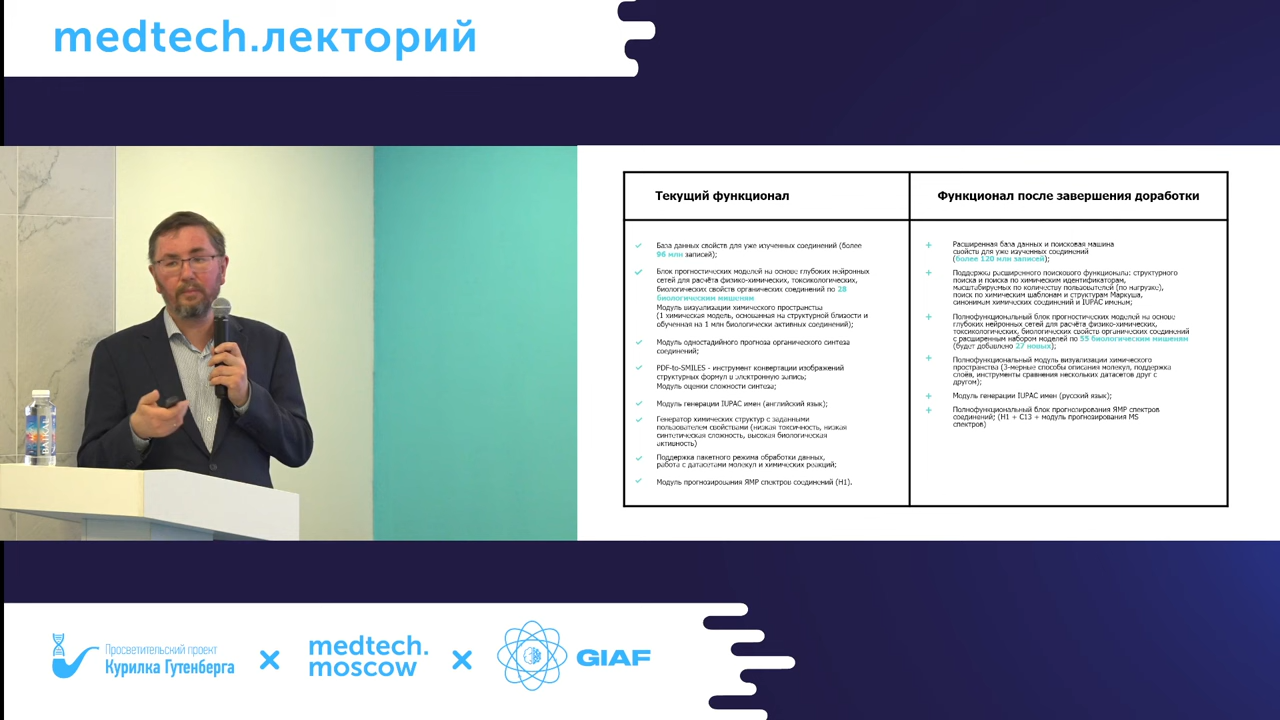 medtech.лекторий
Текущий функционал
База данных свойств для уже изученных соединений (более
96 млн записей);
Блок прогностических моделей на основе глубоких нейронных
сетей для расчёта физико-химических, токсикологических,
биологических свойств органических соединений по 28
биологическим мишеням
Модуль визуализации химического пространства
(1 химическая модель, основанная на структурной близости и
обученная на 1 млн биологически активных соединений);
Модуль одностадийного прогноза органического синтеза
соединений;
PDF-to-SMILES - инструмент конвертации изображений
структурных формул в электронную запись;
Модуль оценки сложности синтеза;
Модуль генерации IUPAC имен (английский язык);
Генератор химических структур с заданными
пользователем свойствами (низкая токсичность, низкая
синтетическая сложность, высокая биологическая
активность)
Поддержка пакетного режима обработки данных,
работа с датасетами молекул и химических реакций;
Модуль прогнозирования ЯМР спектров соединений (H1).
Функционал после завершения доработки
Расширенная база данных и поисковая машина
свойств для уже изученных соединений
(более 120 млн записей);
Поддержка расширенного поискового функционала: структурного
поиска и поиска по химическим идентификаторам,
масштабируемых по количеству пользователей (по нагрузке),
поиск по химическим шаблонам и структурам Маркуша,
синонимам химических соединений и IUPAC именам;
Полнофункциональный блок прогностических моделей на основе
глубоких нейронных сетей для расчёта физико-химических,
токсикологических, биологических свойств органических соединений
с расширенным набором моделей по 55 биологическим мишеням
(будет добавлено 27 новых);
Полнофункциональный модуль визуализации химического
пространства (3-мерные способы описания молекул, поддержка
слоёв, инструменты сравнения нескольких датасетов друг с
другом);
Модуль генерации IUPAC имен (русский язык);
Полнофункциональный блок прогнозирования ЯМР спектров
соединений; (H1 + C13 + модуль прогнозирования MS
спектров)
Просветительский проект
Курилка Гутенберга
medtech.
moscow
GIAF